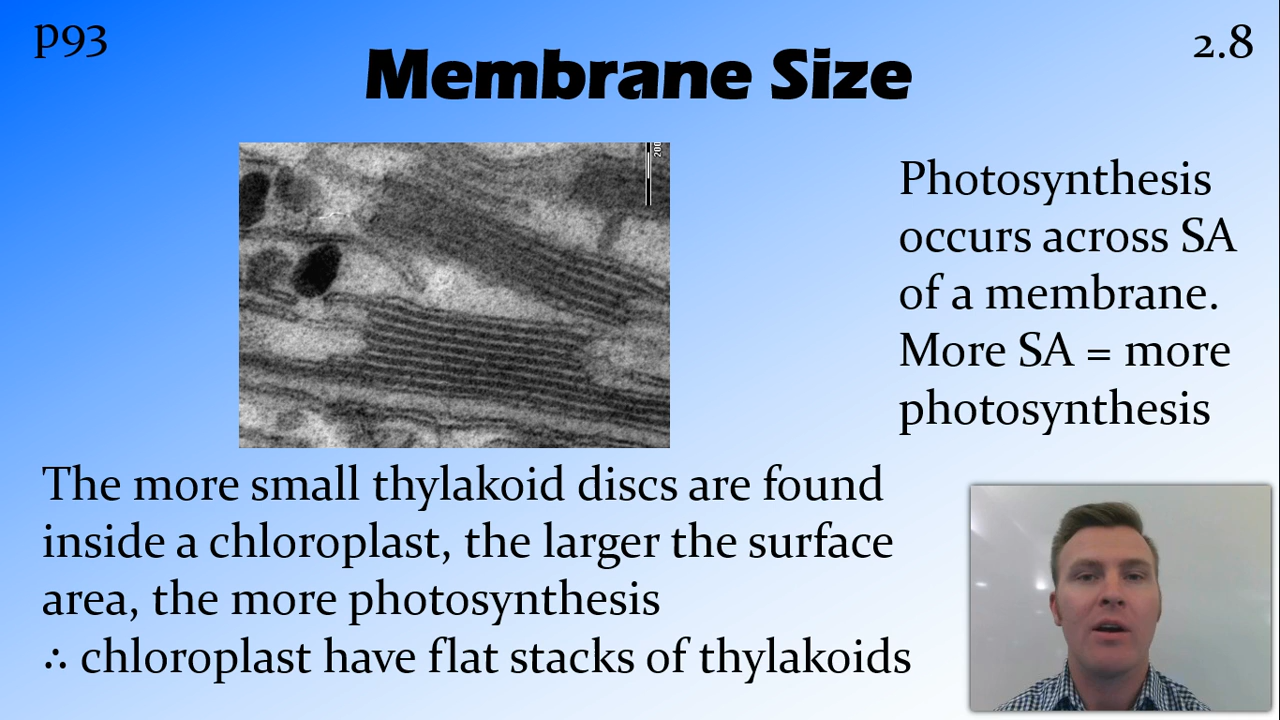 p93
2.8
Membrane Size
200
Photosynthesis
occurs across SA
of a membrane.
More SA = more
photosynthesis
The more small thylakoid discs are found
inside a chloroplast, the larger the surface
area, the more photosynthesis
∴ chloroplast have flat stacks of thylakoids